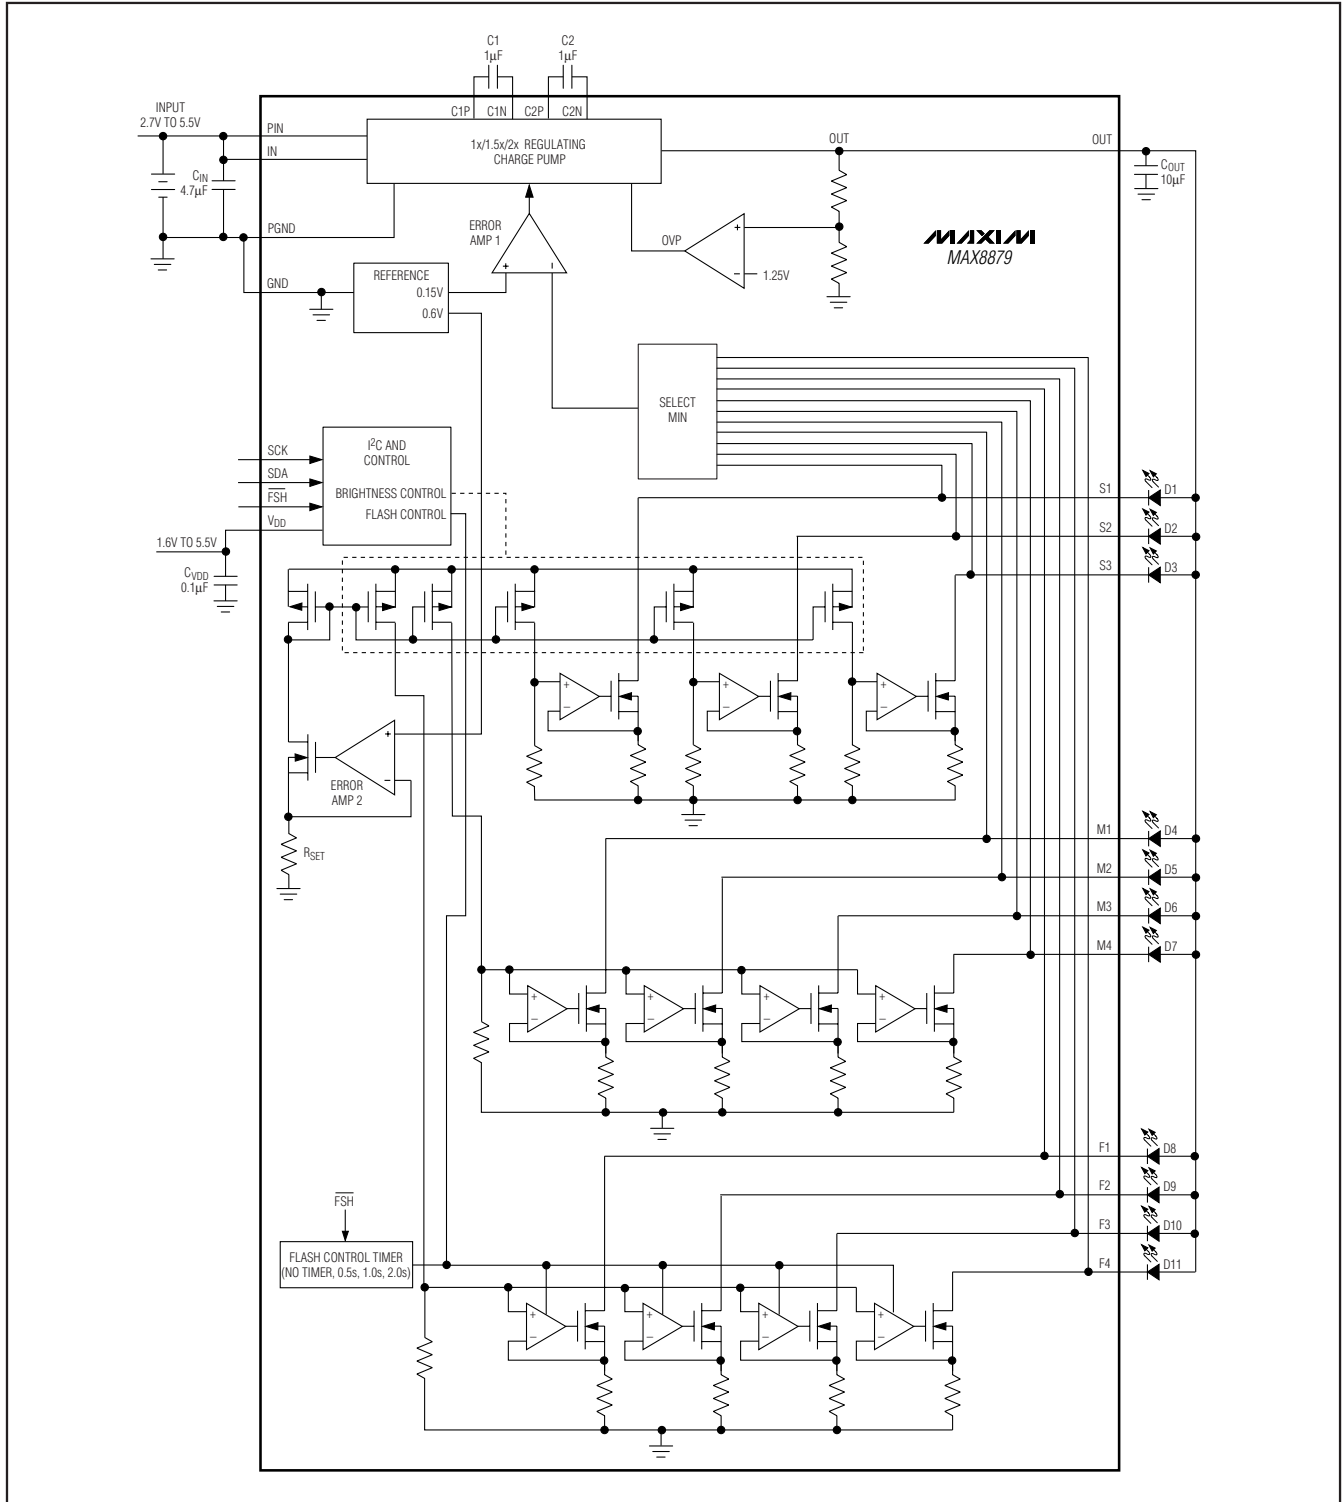 C1
1µF
C2
1µF
INPUT
2.7V TO 5.5V
C1P
C1N
C2P
C2N
PIN
IN
1x/1.5x/2x REGULATING
CHARGE PUMP
OUT
OUT
COUT
10µF
CIN
4.7µF
PGND
ERROR
AMP 1
+
–
OVP
+
–
1.25V
MAXIM
MAX8879
GND
REFERENCE
0.15V
0.6V
SELECT
MIN
SCK
SDA
FSH
VDD
I2C AND
CONTROL
BRIGHTNESS CONTROL
FLASH CONTROL
1.6V TO 5.5V
CVDD
0.1µF
S1
D1
S2
D2
S3
D3
+
–
+
–
+
–
+
–
ERROR
AMP 2
RSET
M1
D4
M2
D5
M3
D6
M4
D7
+
–
+
–
+
–
+
–
F1
D8
F2
D9
F3
D10
F4
D11
FSH
FLASH CONTROL TIMER
(NO TIMER, 0.5s, 1.0s, 2.0s)
+
–
+
–
+
–
+
–